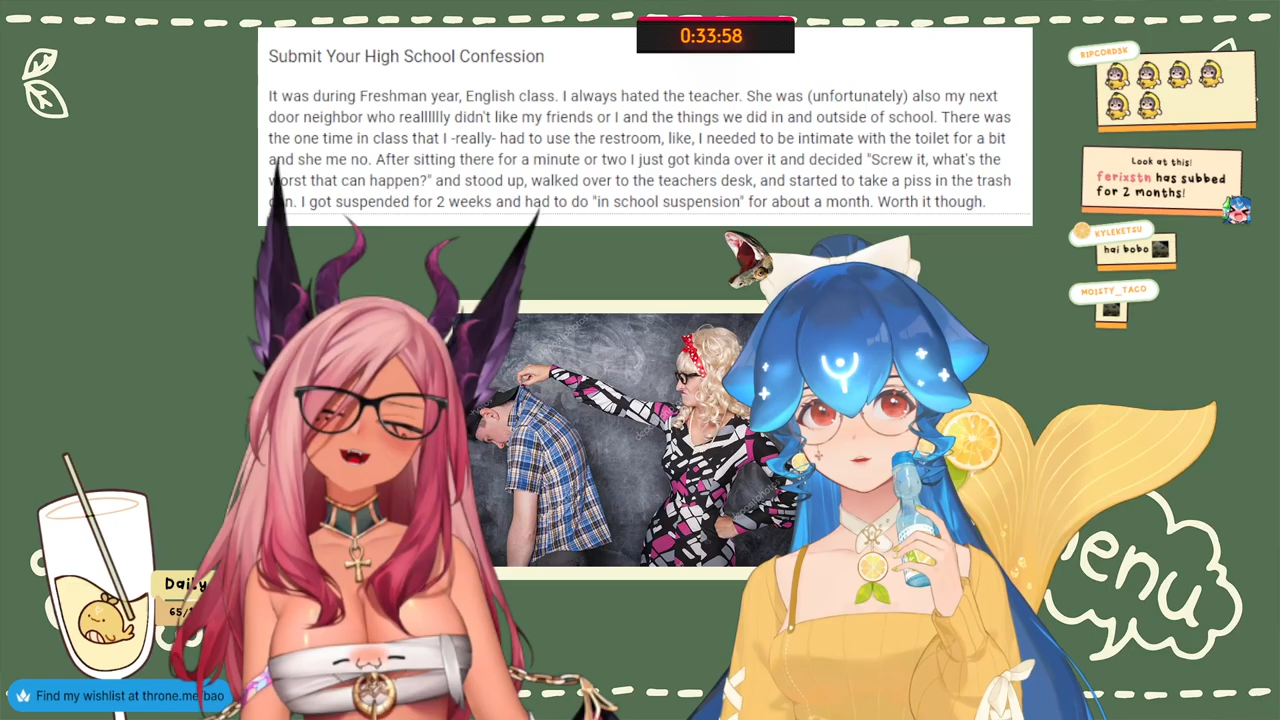 0:33:58
Submit Your High School Confession
It was during Freshman year, English class. I always hated the teacher. She was (unfortunately) also my next
door neighbor who reallllly didn't like my friends or I and the things we did in and outside of school. There was
the one time in class that I -really- had to use the restroom, like, I needed to be intimate with the toilet for a bit
and she me no. After sitting there for a minute or two I just got kinda over it and decided "Screw it, what's the
worst that can happen?" and stood up, walked over to the teachers desk, and started to take a piss in the trash
can. I got suspended for 2 weeks and had to do "in school suspension" for about a month. Worth it though.
RIPCORD3K
Look at this!
ferixstn has subbed
for 2 months!
KYLEKETSU
hai bobo
MOISTY_TACO
Daily
65/
enu
Find my wishlist at throne.me/bao